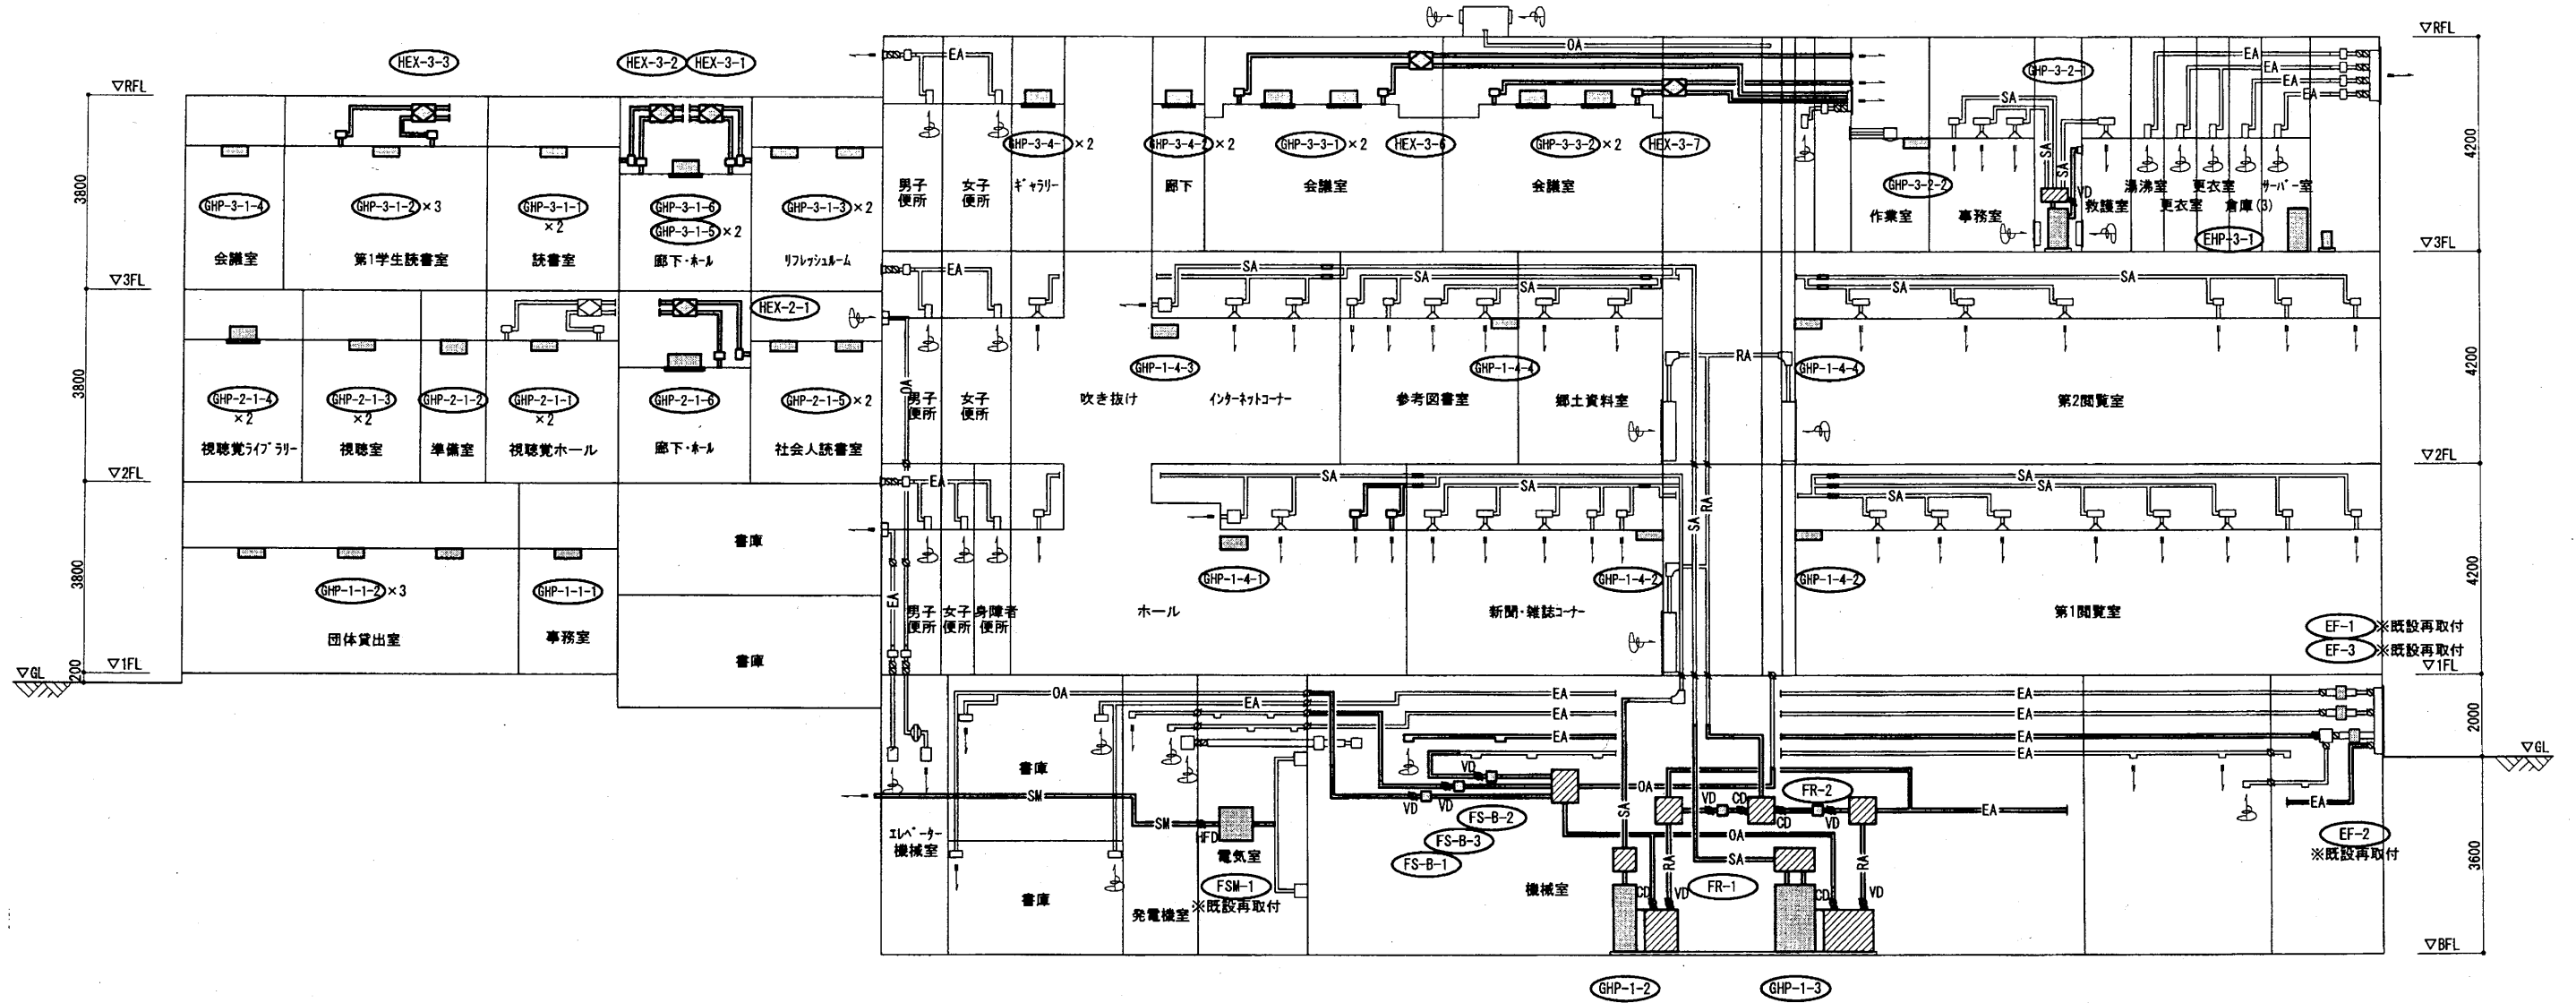 HEX-3-3
HEX-3-2 HEX-3-1
▽RFL
3800
GHP-3-1-4
GHP-3-1-2 ×3
GHP-3-1-1
×2
GHP-3-1-6
GHP-3-1-5 ×2
GHP-3-1-3 ×2
会議室
第1学生読書室
読書室
廊下・ホール
リフレッシュルーム
▽3FL
HEX-2-1
3800
GHP-2-1-4
×2
GHP-2-1-3
×2
GHP-2-1-2
GHP-2-1-1
×2
GHP-2-1-6
GHP-2-1-5 ×2
視聴覚ライブラリー
視聴室
準備室
視聴覚ホール
廊下・ホール
社会人読書室
▽2FL
3800
GHP-1-1-2 ×3
GHP-1-1-1
団体貸出室
事務室
書庫
書庫
▽1FL
▽GL
200
OA
EA
GHP-3-4-1 ×2
GHP-3-4-2 ×2
GHP-3-3-1 ×2
HEX-3-6
GHP-3-3-2 ×2
HEX-3-7
男子
便所
女子
便所
ギャラリー
廊下
会議室
会議室
GHP-3-2-1
SA
SA
SA
VD
EA
EA
EA
EA
GHP-3-2-2
作業室
事務室
救護室
湯沸室
更衣室
更衣室
倉庫(3)
サーバー室
EHP-3-1
▽RFL
4200
▽3FL
EA
SA
SA
SA
SA
SA
SA
OA
RA
GHP-1-4-3
GHP-1-4-4
GHP-1-4-4
男子
便所
女子
便所
吹き抜け
インターネットコーナー
参考図書室
郷土資料室
第2閲覧室
4200
▽2FL
EA
SA
SA
SA
SA
SA
SA
RA
EA
GHP-1-4-1
GHP-1-4-2
GHP-1-4-2
男子
便所
女子
便所
身障者
便所
ホール
新聞・雑誌コーナー
第1閲覧室
4200
EF-1 ※既設再取付
EF-3 ※既設再取付
▽1FL
OA
EA
EA
EA
EA
EA
EA
EA
EA
EA
2000
▽GL
書庫
VD
VD
VD
OA
SM
SM
HFD
電気室
FSM-1
※既設再取付
エレベーター
機械室
書庫
発電機室
FS-B-2
FS-B-3
FS-B-1
機械室
SA
VD
CD
CD
VD
FR-2
EA
OA
RA
SA
RA
FR-1
CD
VD
CD
VD
EA
EF-2
※既設再取付
3600
▽BFL
GHP-1-2
GHP-1-3